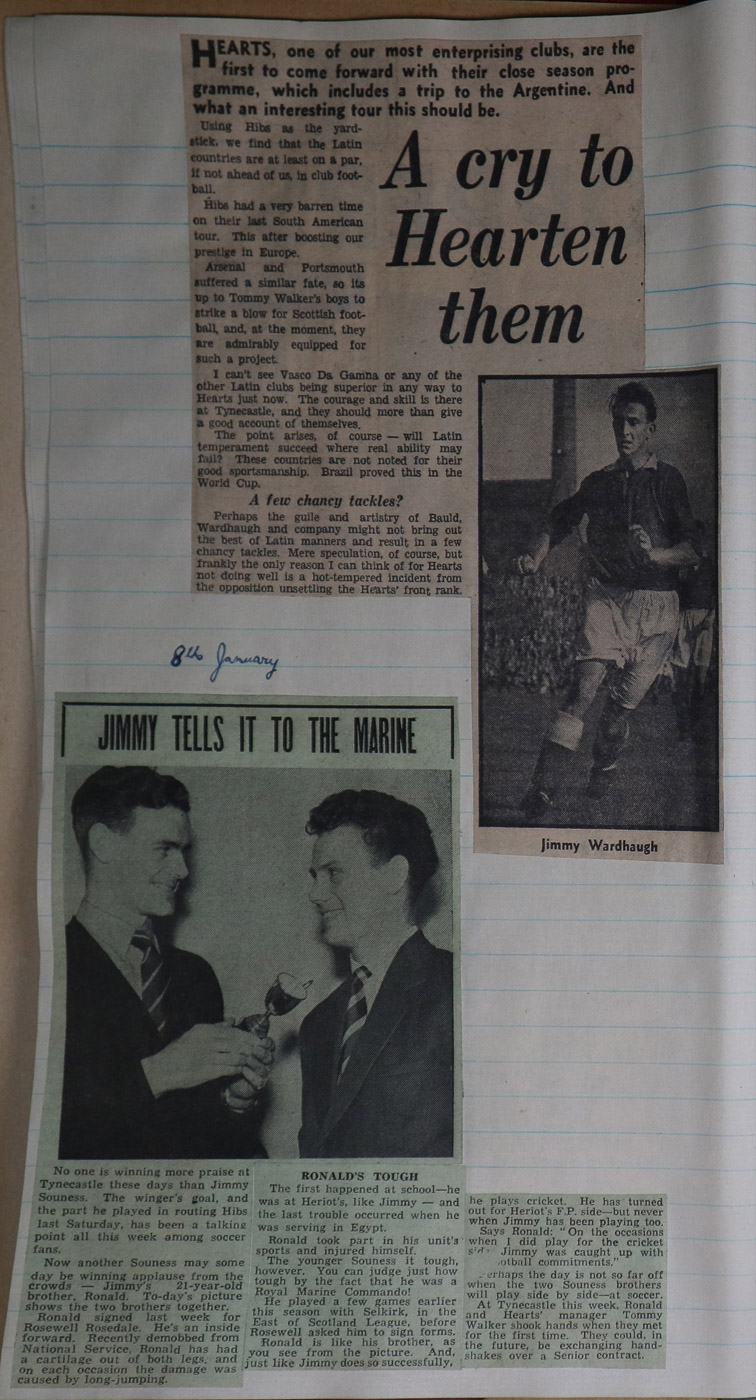 HEARTS, one of our most enterprising clubs, are the
first to come forward with their close season pro-
gramme, which includes a trip to the Argentine. And
what an interesting tour this should be.
Using Hibs as the yard-
stick, we find that the Latin
countries are at least on a par,
if not ahead of us, in club foot-
ball.
Hibs had a very barren time
on their last South American
tour. This after boosting our
prestige in Europe.
Arsenal and Portsmouth
suffered a similar fate, so its
up to Tommy Walker's boys to
strike a blow for Scottish foot-
ball, and, at the moment, they
are admirably equipped for
such a project.
A cry to
Hearten
them
I can't see Vasco Da Gamna or any of the
other Latin clubs being superior in any way to
Hearts just now. The courage and skill is there
at Tynecastle, and they should more than give
a good account of themselves.
The point arises, of course — will Latin
temperament succeed where real ability may
fail? These countries are not noted for their
good sportsmanship. Brazil proved this in the
World Cup.
A few chancy tackles?
Perhaps the guile and artistry of Bauld,
Wardhaugh and company might not bring out
the best of Latin manners and result in a few
chancy tackles. Mere speculation, of course, but
frankly the only reason I can think of for Hearts
not doing well is a hot-tempered incident from
the opposition unsettling the Hearts' front rank.
Jimmy Wardhaugh
8th January
JIMMY TELLS IT TO THE MARINE
No one is winning more praise at
Tynecastle these days than Jimmy
Souness. The winger's goal, and
the part he played in routing Hibs
last Saturday, has been a talking
point all this week among soccer
fans.
Now another Souness may some
day be winning applause from the
crowds — Jimmy's 21-year-old
brother, Ronald. To-day's picture
shows the two brothers together.
Ronald signed last week for
Rosewell Rosedale. He's an inside
forward. Recently demobbed from
National Service, Ronald has had
a cartilage out of both legs, and
on each occasion the damage was
caused by long-jumping.
RONALD'S TOUGH
The first happened at school—he
was at Heriot's, like Jimmy — and
the last trouble occurred when he
was serving in Egypt.
Ronald took part in his unit's
sports and injured himself.
The younger Souness is tough,
however. You can judge just how
tough by the fact that he was a
Royal Marine Commando!
He played a few games earlier
this season with Selkirk, in the
East of Scotland League, before
Rosewell asked him to sign forms.
Ronald is like his brother, as
you see from the picture. And,
just like Jimmy does so successfully,
he plays cricket. He has turned
out for Heriot's F.P. side—but never
when Jimmy has been playing too.
Says Ronald: "On the occasions
when I did play for the cricket
Jimmy was caught up with
otball commitments."
erhaps the day is not so far off
when the two Souness brothers
will play side by side—at soccer.
At Tynecastle this week, Ronald
and Hearts' manager Tommy
Walker shook hands when they met
for the first time. They could, in
the future, be exchanging hand-
shakes over a Senior contract.